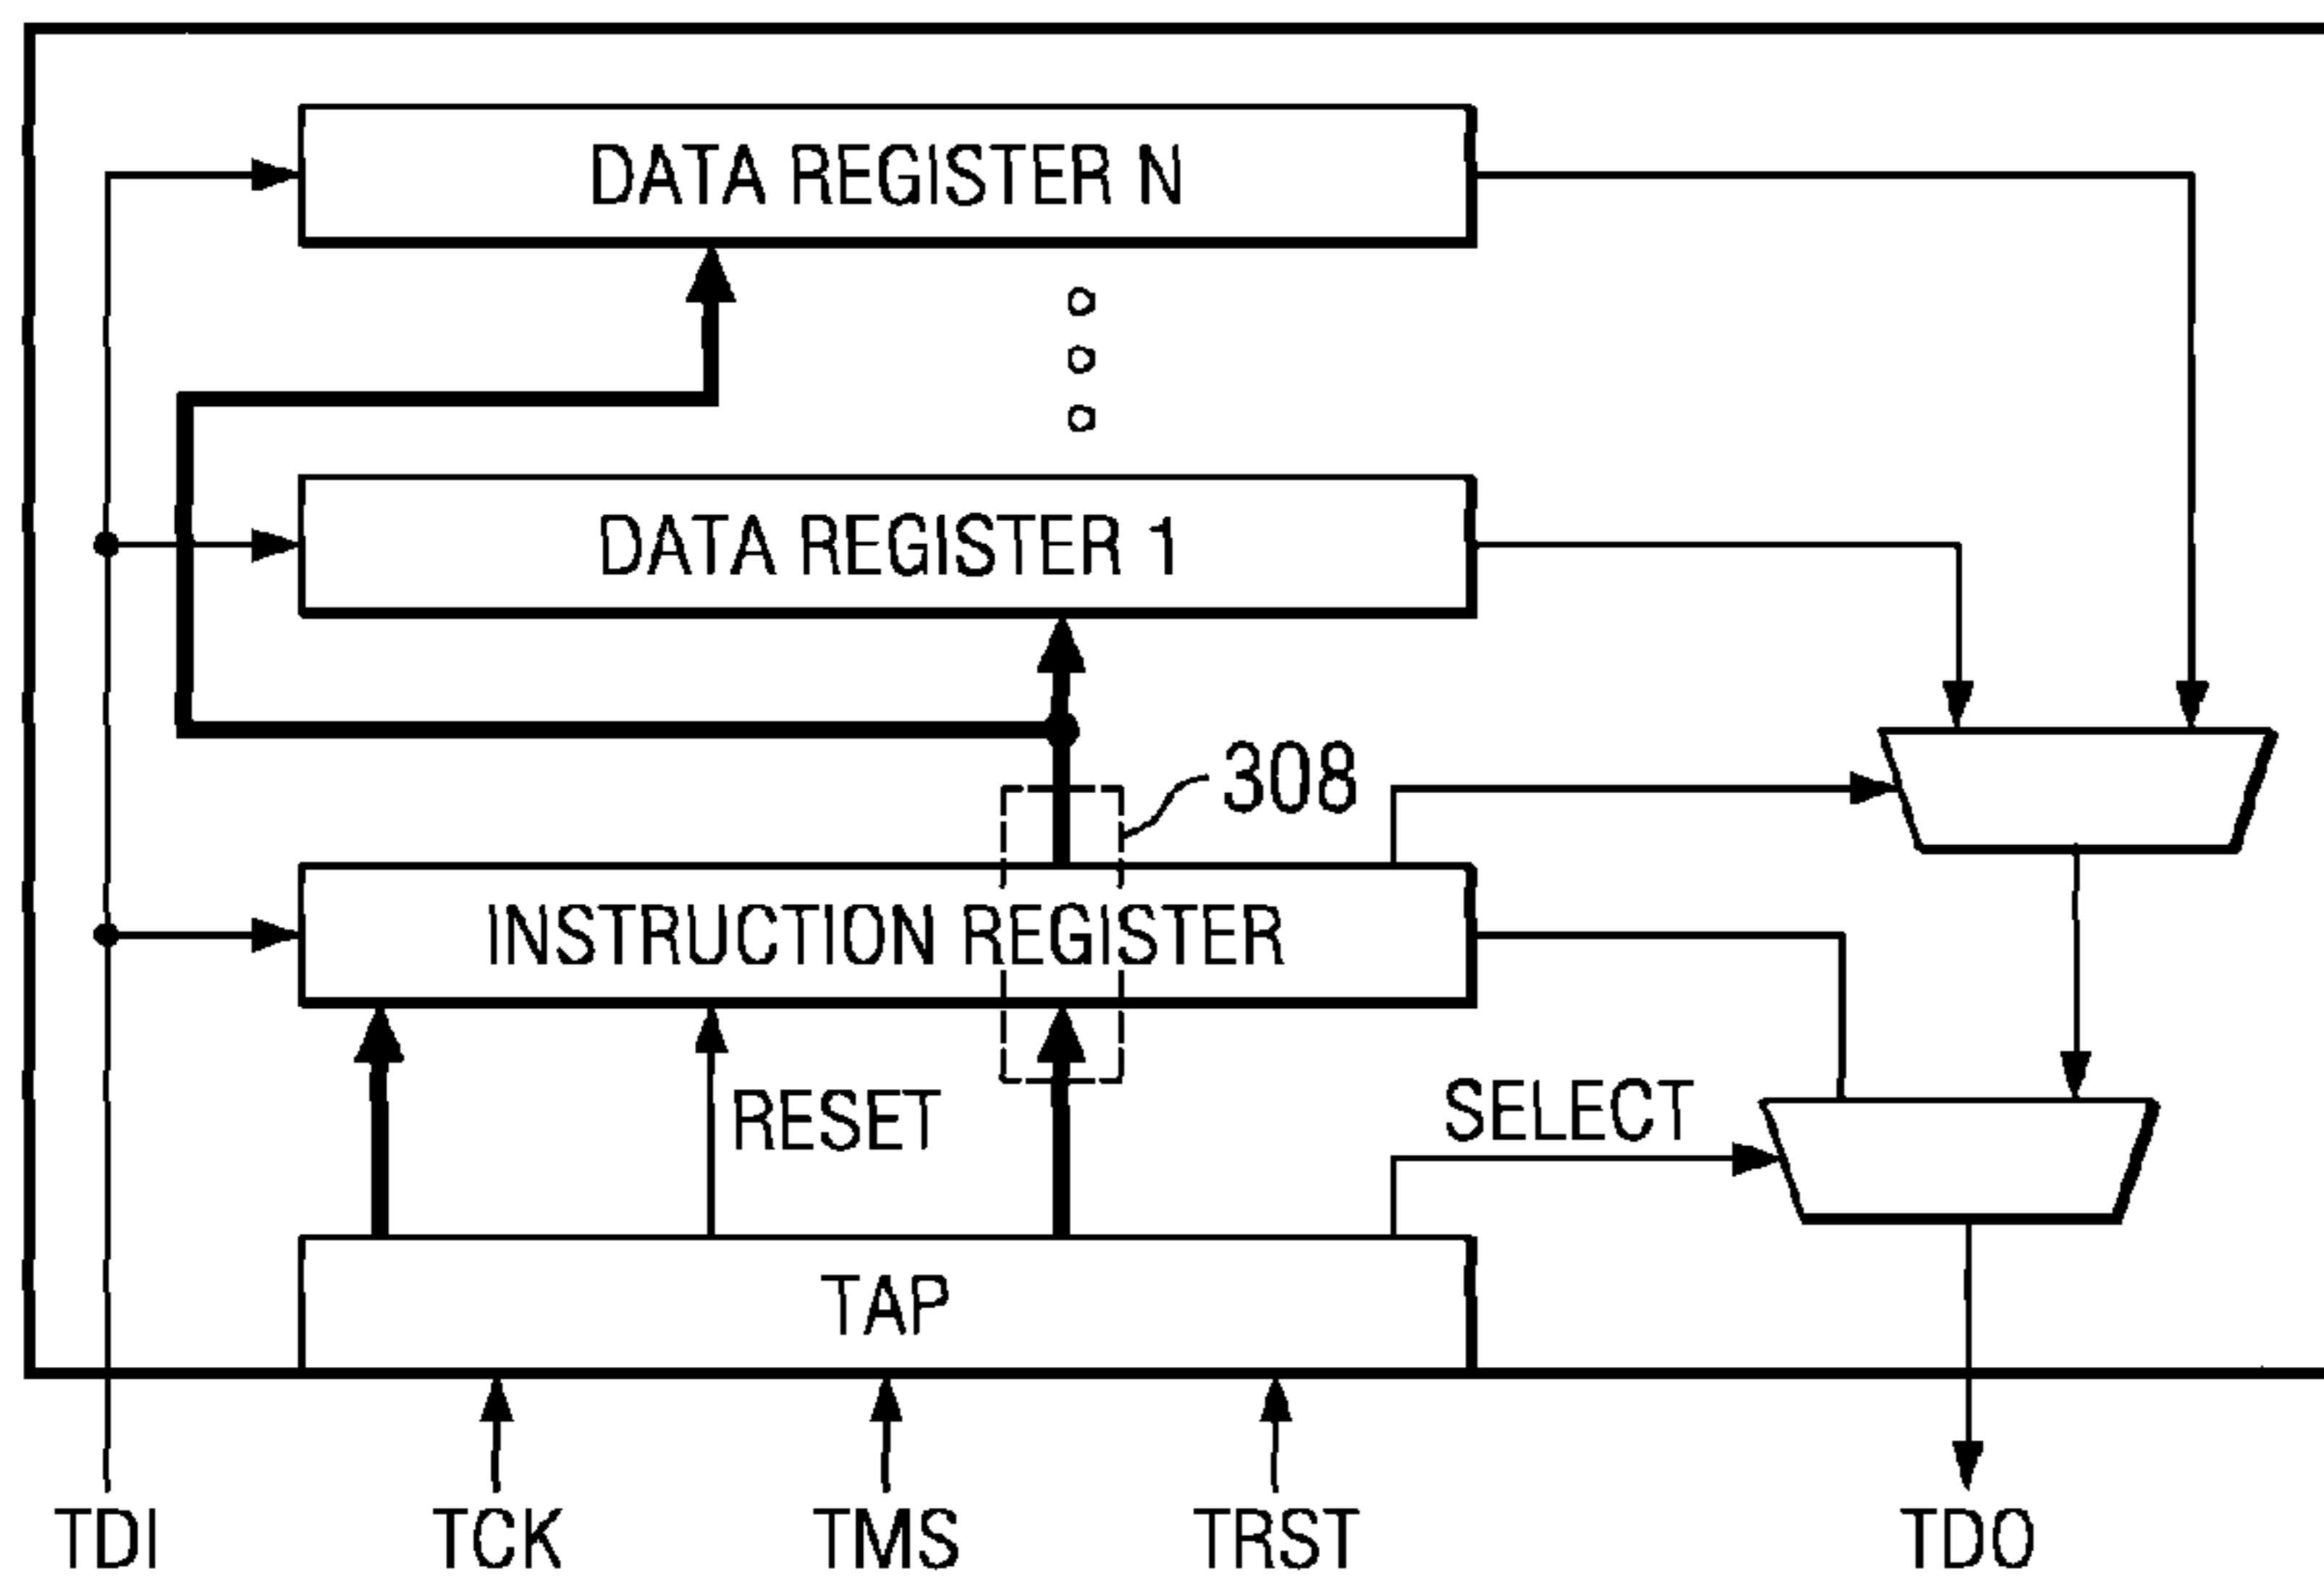 DATA REGISTER N
DATA REGISTER 1
308
INSTRUCTION REGISTER
RESET
SELECT
TAP
TDI
TCK
TMS
TRST
TDO